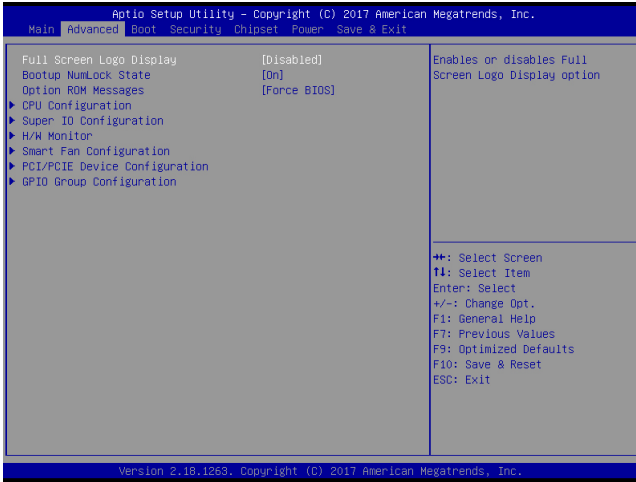 Aptio Setup Utility – Copyright (C) 2017 American Megatrends, Inc.
Main Advanced Boot Security Chipset Power Save & Exit
Full Screen Logo Display [Disabled]
Bootup NumLock State [On]
Option ROM Messages [Force BIOS]
CPU Configuration
Super IO Configuration
H/W Monitor
Smart Fan Configuration
PCI/PCIE Device Configuration
GPIO Group Configuration
Enables or disables Full
Screen Logo Display option
→←: Select Screen
↑↓: Select Item
Enter: Select
+/-: Change Opt.
F1: General Help
F7: Previous Values
F9: Optimized Defaults
F10: Save & Reset
ESC: Exit
Version 2.18.1263. Copyright (C) 2017 American Megatrends, Inc.